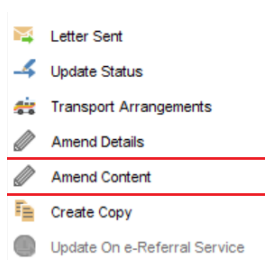 Letter Sent
Update Status
Transport Arrangements
Amend Details
Amend Content
Create Copy
Update On e-Referral Service